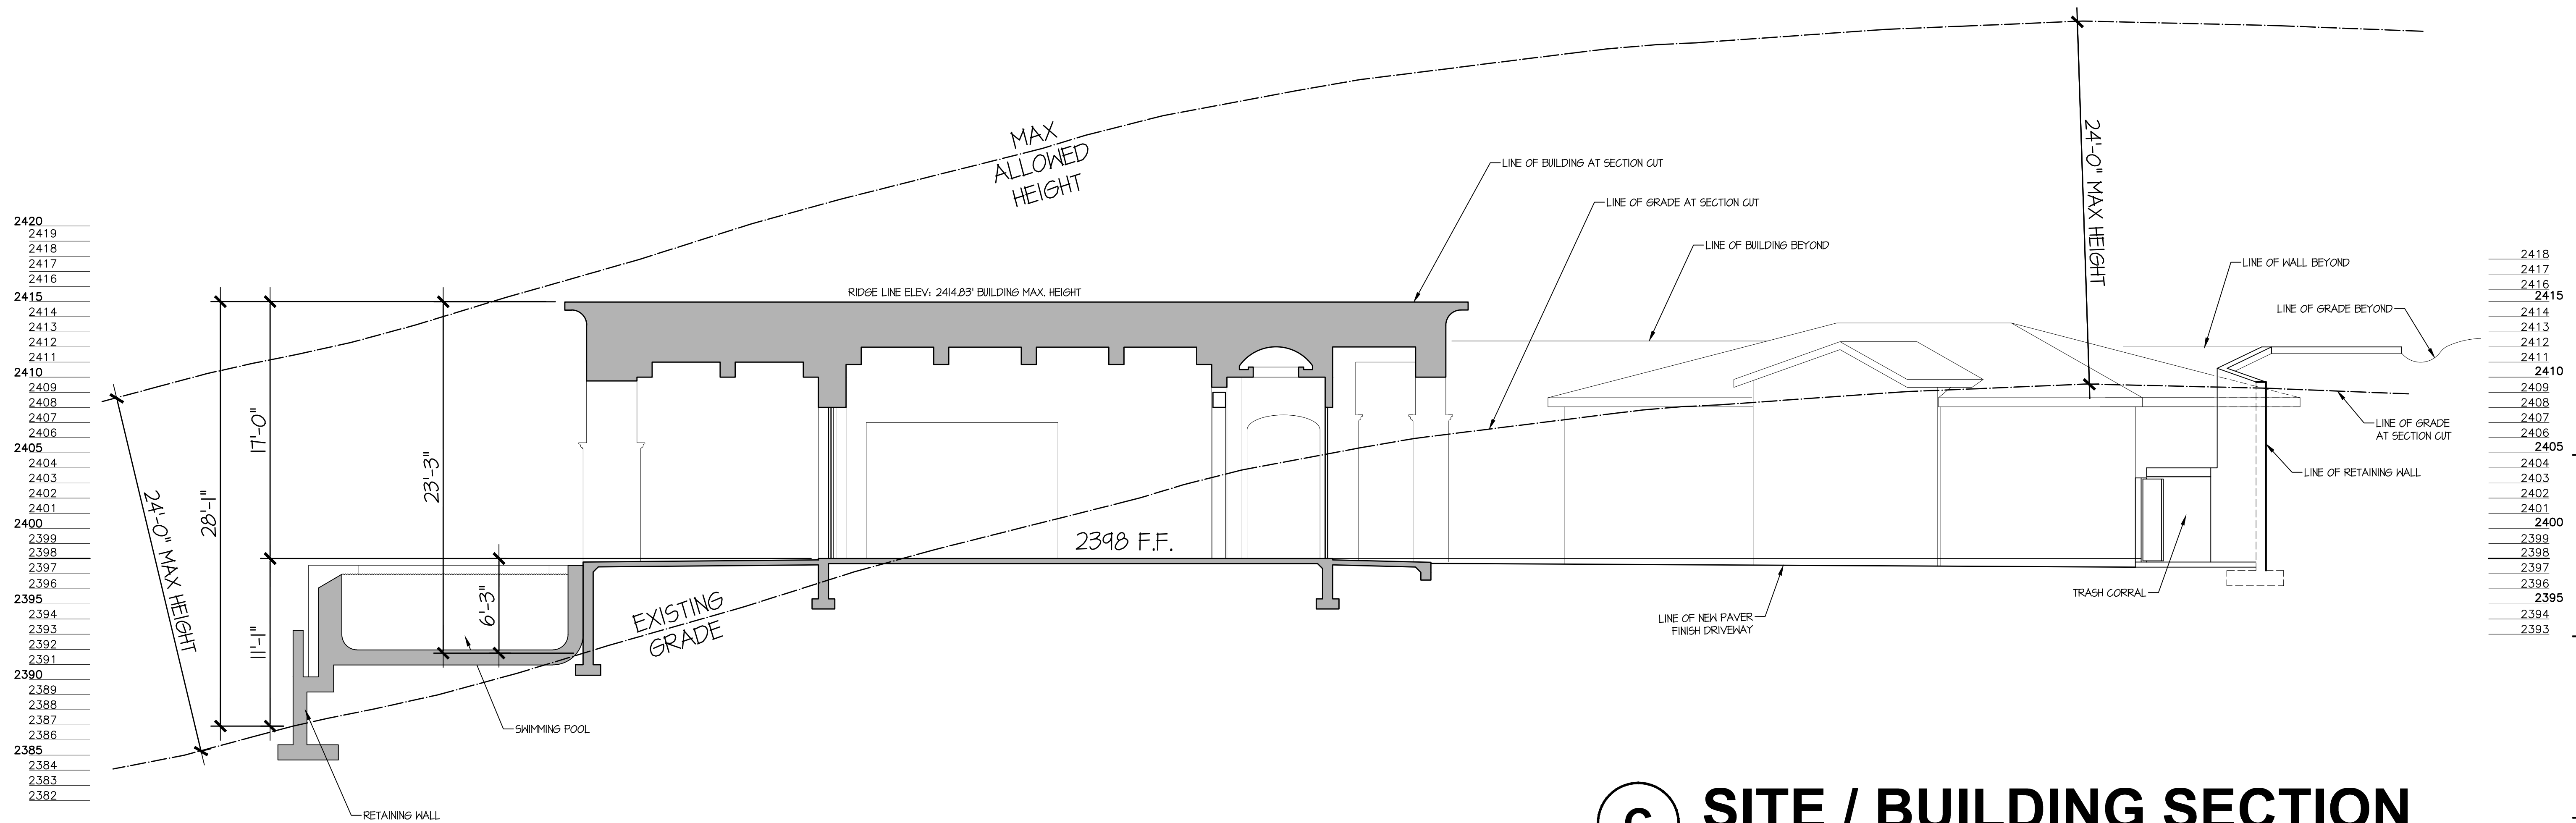 MAX
ALLOWED
HEIGHT
24'-0" MAX HEIGHT
LINE OF BUILDING AT SECTION CUT
LINE OF GRADE AT SECTION CUT
LINE OF BUILDING BEYOND
LINE OF WALL BEYOND
LINE OF GRADE BEYOND
RIDGE LINE ELEV: 2414.83' BUILDING MAX. HEIGHT
2420
2419
2418
2417
2416
2415
2414
2413
2412
2411
2410
2409
2408
2407
2406
2405
2404
2403
2402
2401
2400
2399
2398
2397
2396
2395
2394
2393
2392
2391
2390
2389
2388
2387
2386
2385
2384
2383
2382
24'-0" MAX HEIGHT
28'-1"
17'-0"
11'-1"
23'-3"
6'-3"
2398 F.F.
EXISTING
GRADE
SWIMMING POOL
RETAINING WALL
LINE OF NEW PAVER
FINISH DRIVEWAY
TRASH CORRAL
LINE OF RETAINING WALL
LINE OF GRADE
AT SECTION CUT
2418
2417
2416
2415
2414
2413
2412
2411
2410
2409
2408
2407
2406
2405
2404
2403
2402
2401
2400
2399
2398
2397
2396
2395
2394
2393
C
SITE / BUILDING SECTION